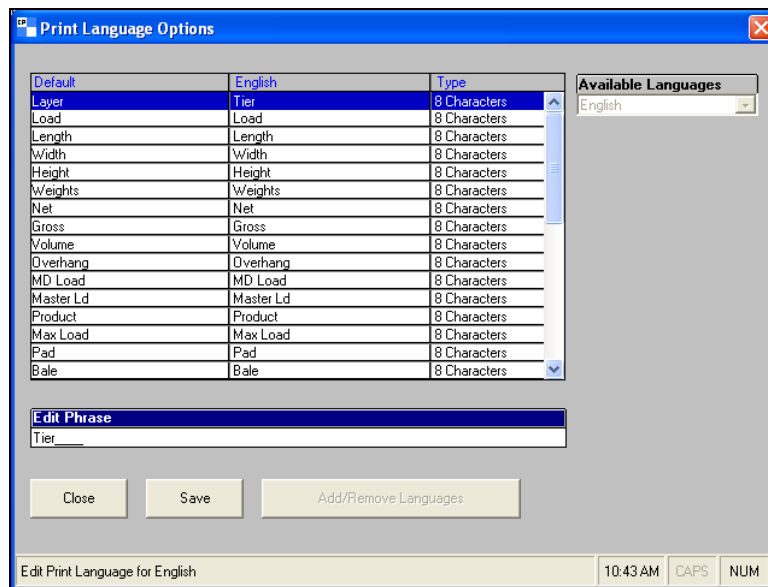 CP Print Language Options
Default English Type
Layer Tier 8 Characters
Load Load 8 Characters
Length Length 8 Characters
Width Width 8 Characters
Height Height 8 Characters
Weights Weights 8 Characters
Net Net 8 Characters
Gross Gross 8 Characters
Volume Volume 8 Characters
Overhang Overhang 8 Characters
MD Load MD Load 8 Characters
Master Ld Master Ld 8 Characters
Product Product 8 Characters
Max Load Max Load 8 Characters
Pad Pad 8 Characters
Bale Bale 8 Characters
Available Languages
English
Edit Phrase
Tier____
Close Save Add/Remove Languages
Edit Print Language for English 10:43 AM CAPS NUM